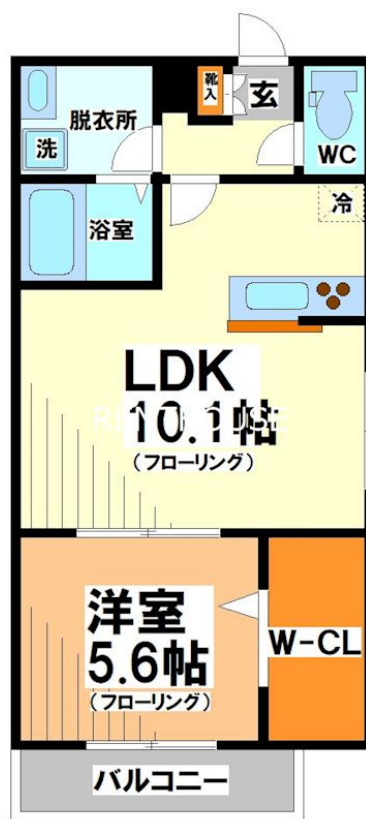 靴入
玄
脱衣所
洗
WC
浴室
冷
LDK
RENTHOUSE
10.1帖
(フローリング)
洋室
5.6帖
(フローリング)
W-CL
バルコニー